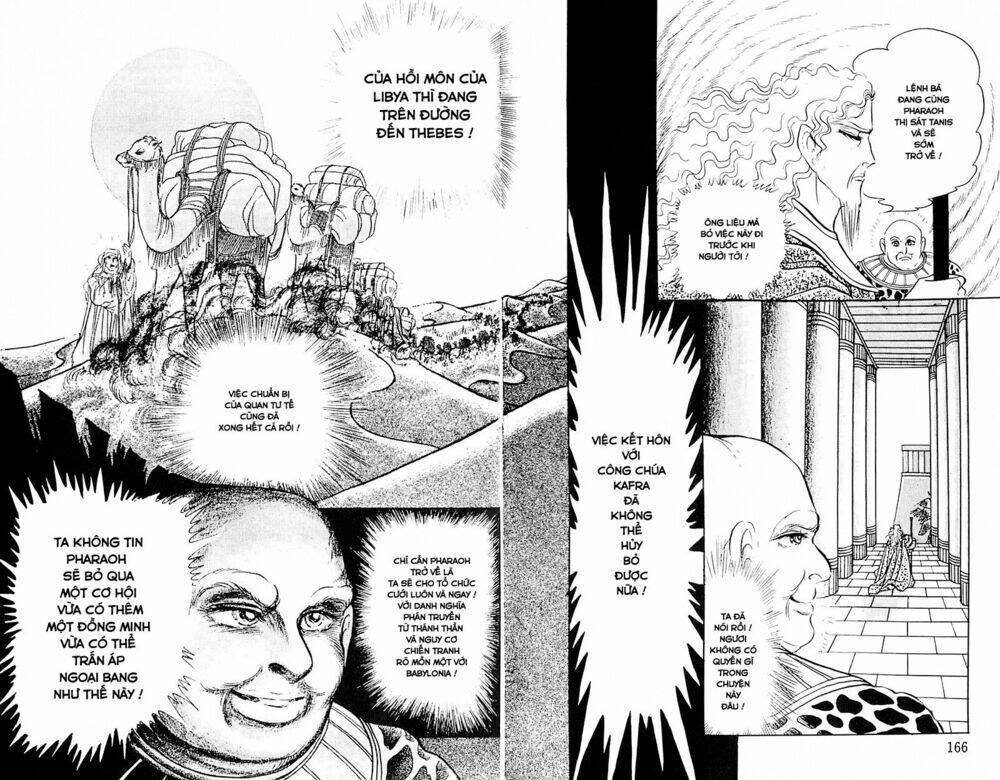 LỆNH BÀ
ĐANG CÙNG
PHARAOH
THỊ SÁT TANIS
VÀ SẼ
SỚM
TRỞ VỀ !
ÔNG LIỆU MÀ
BỎ VIỆC NÀY ĐI
TRƯỚC KHI
NGƯỜI TỚI !
TA ĐÃ
NÓI RỒI !
NGƯƠI
KHÔNG CÓ
QUYỀN GÌ
TRONG
CHUYỆN
NÀY
ĐÂU !
VIỆC KẾT HÔN
VỚI
CÔNG CHÚA
KAFRA
ĐÃ
KHÔNG
THỂ
HỦY
BỎ
ĐƯỢC
NỮA !
166
CỦA HỒI MÔN CỦA
LIBYA THÌ ĐANG
TRÊN ĐƯỜNG
ĐẾN THEBES !
VIỆC CHUẨN BỊ
CỦA QUAN TƯ TẾ
CŨNG ĐÃ
XONG HẾT CẢ RỒI !
CHỈ CẦN PHARAOH
TRỞ VỀ LÀ
TA SẼ CHO TỔ CHỨC
CƯỚI LUÔN VÀ NGAY !
VỚI DANH NGHĨA
PHÁN TRUYỀN
TỪ THÁNH THẦN
VÀ NGUY CƠ
CHIẾN TRANH
RÕ MỒN MỘT VỚI
BABYLONIA !
TA KHÔNG TIN
PHARAOH
SẼ BỎ QUA
MỘT CƠ HỘI
VỪA CÓ THÊM
MỘT ĐỒNG MINH
VỪA CÓ THỂ
TRẤN ÁP
NGOẠI BANG
NHƯ THẾ NÀY !